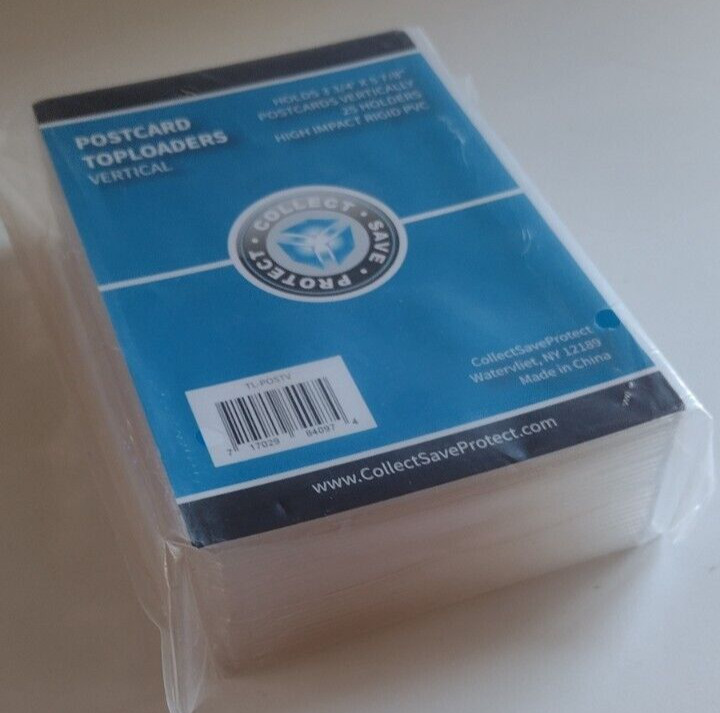 POSTCARD
TOPLOADERS
VERTICAL
HOLDS 3 3/4" X 5 7/8"
POSTCARDS VERTICALLY
25 HOLDERS
HIGH IMPACT RIGID PVC
COLLECT • SAVE • PROTECT •
CollectSaveProtect
Watervliet, NY 12189
Made in China
TL-POSTV
7 17029 84097 4
www.CollectSaveProtect.com